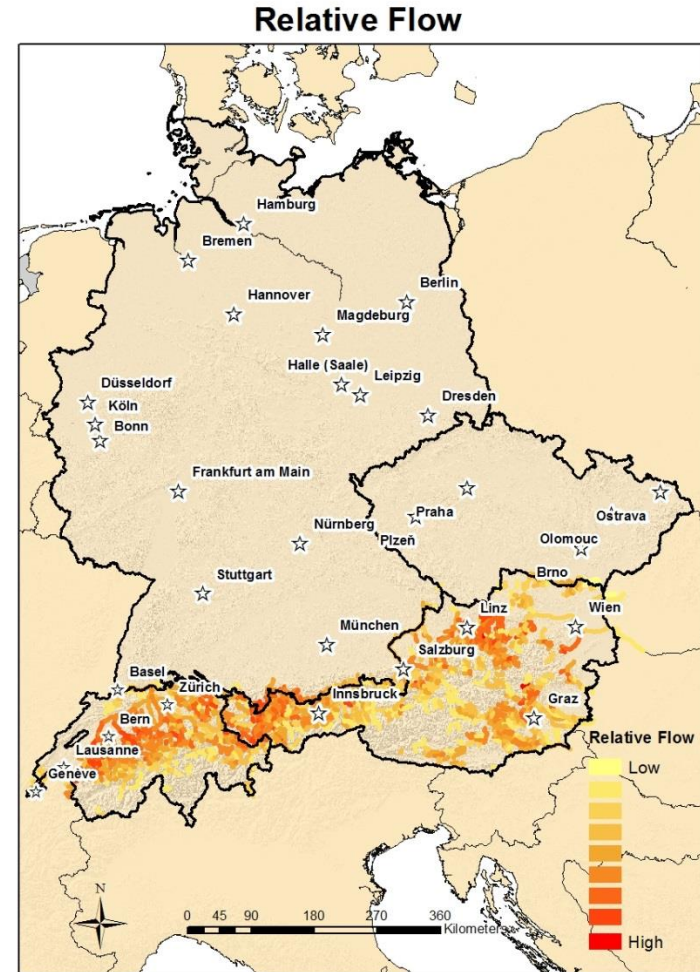 Relative Flow
Hamburg
Bremen
Berlin
Hannover
Magdeburg
Halle (Saale)
Leipzig
Düsseldorf
Köln
Dresden
Bonn
Frankfurt am Main
Praha
Ostrava
Nürnberg
Plzeň
Olomouc
Brno
Stuttgart
Linz
Wien
München
Salzburg
Basel
Zürich
Innsbruck
Bern
Graz
Lausanne
Genève
Relative Flow
Low
High
N
0 45 90 180 270 360
Kilometers